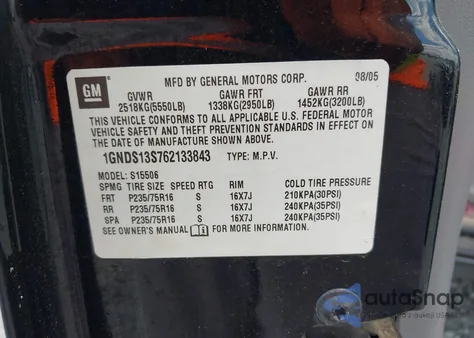 GM
MFD BY GENERAL MOTORS CORP. 08/05
GVWR GAWR FRT GAWR RR
2518KG(5550LB) 1338KG(2950LB) 1452KG(3200LB)
THIS VEHICLE CONFORMS TO ALL APPLICABLE U.S. FEDERAL MOTOR
VEHICLE SAFETY AND THEFT PREVENTION STANDARDS IN EFFECT ON
THE DATE OF MANUFACTURE SHOWN ABOVE.
1GNDS13S762133843 TYPE: M.P.V.
MODEL: S15506
SPMG TIRE SIZE SPEED RTG RIM COLD TIRE PRESSURE
FRT P235/75R16 S 16X7J 210KPA(30PSI)
RR P235/75R16 S 16X7J 240KPA(35PSI)
SPA P235/75R16 S 16X7J 240KPA(35PSI)
SEE OWNER'S MANUAL FOR MORE INFORMATION.
autoSnap